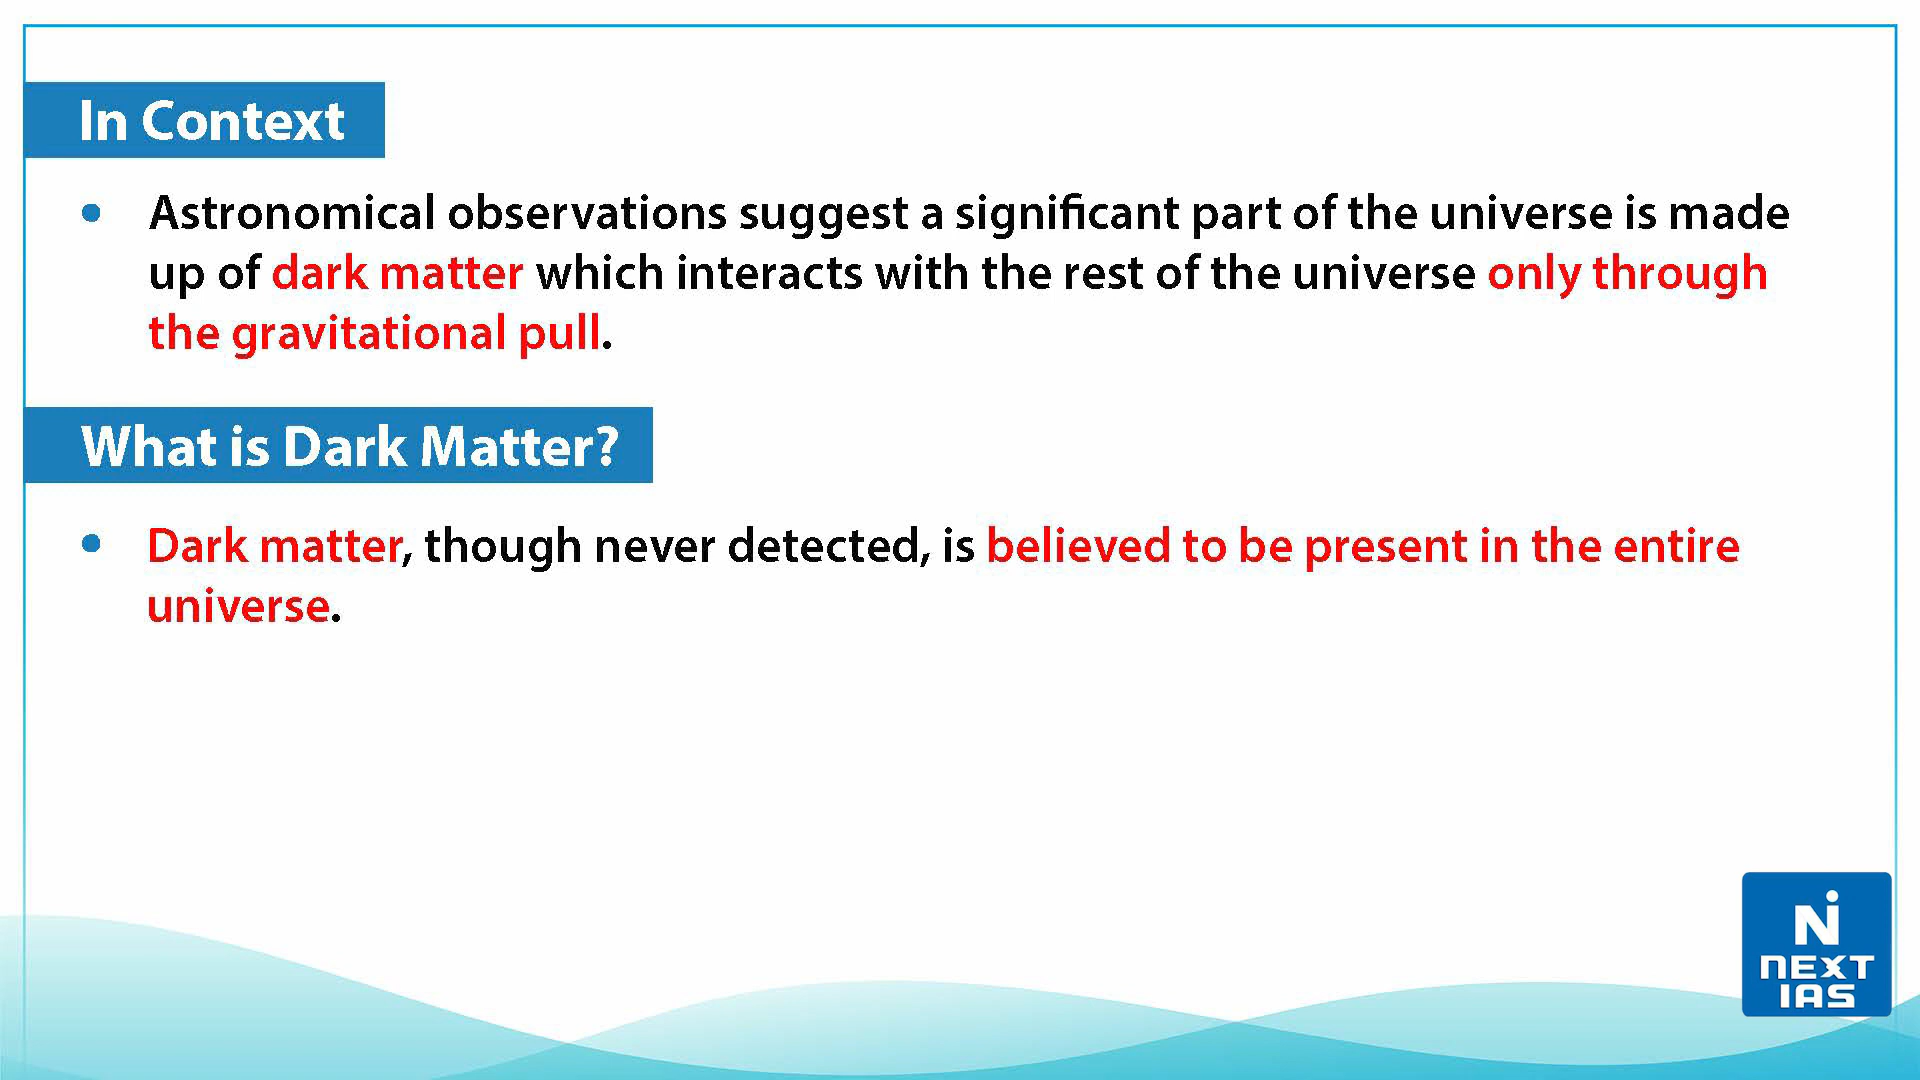 In Context
• Astronomical observations suggest a significant part of the universe is made
up of dark matter which interacts with the rest of the universe only through
the gravitational pull.
What is Dark Matter?
• Dark matter, though never detected, is believed to be present in the entire
universe.
N
NEXT
IAS